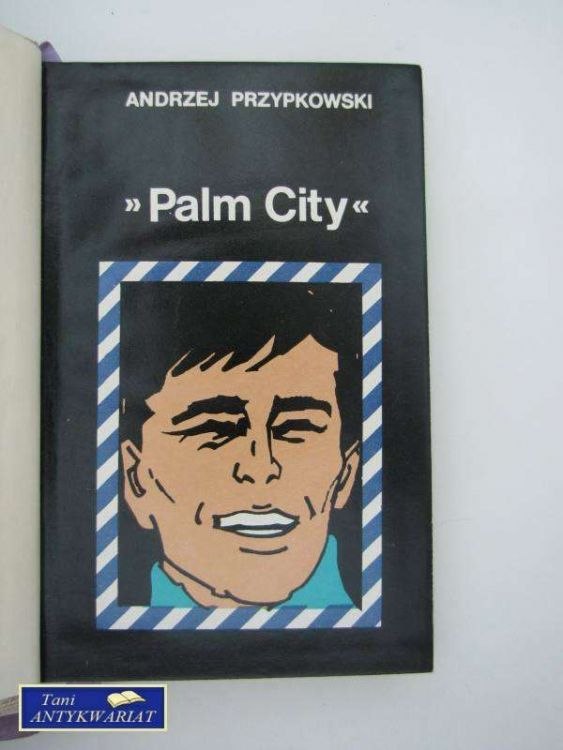 ANDRZEJ PRZYPKOWSKI
»Palm City«
Tani
ANTYKWARIAT